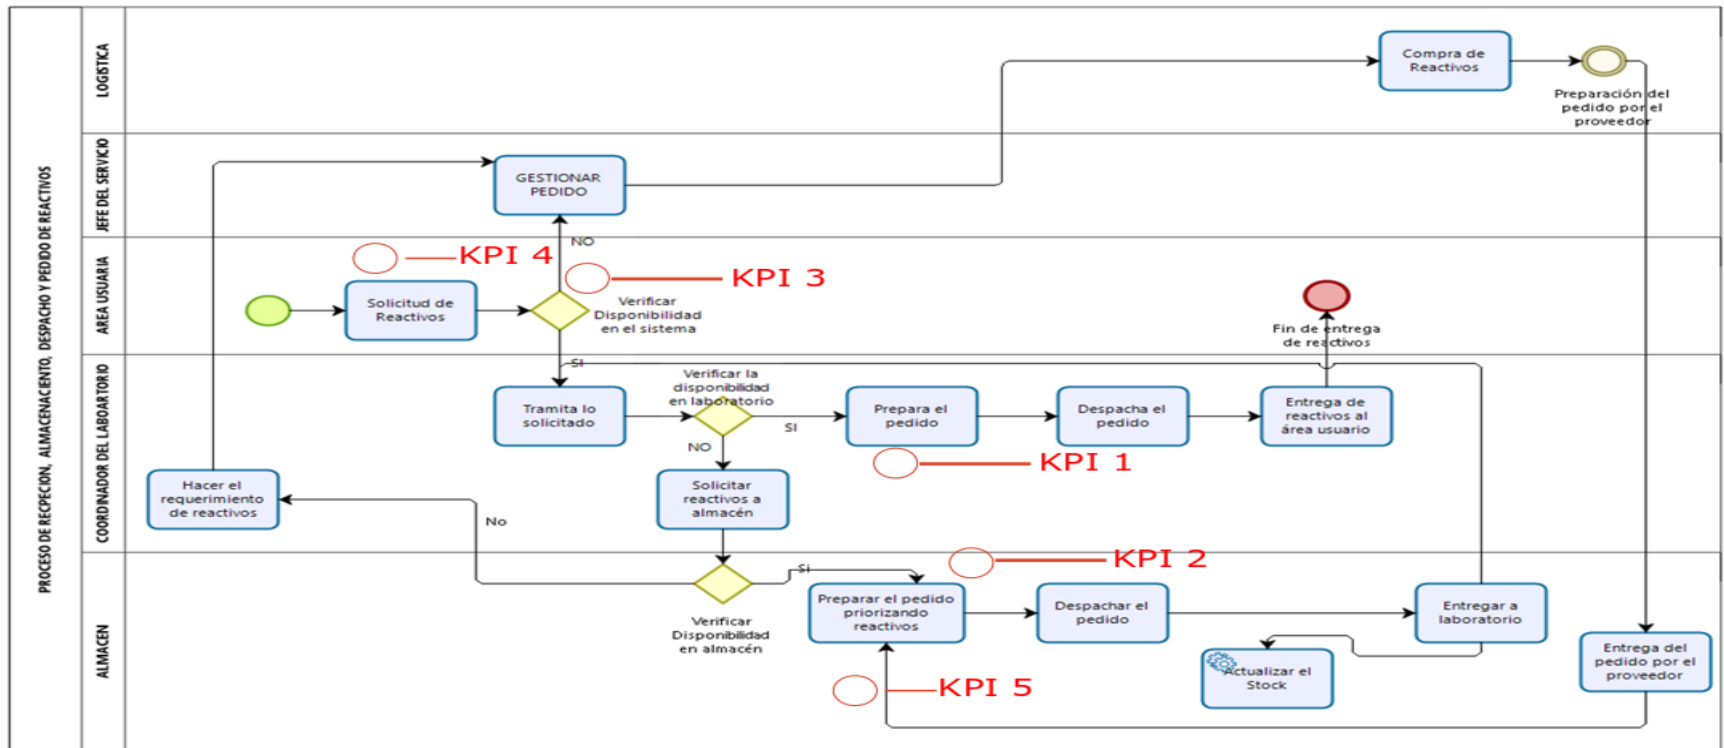 PROCESO DE RECPECION, ALMACENACIENTO, DESPACHO Y PEDIDO DE REACTIVOS
LOGISTICA
Compra de
Reactivos
Preparación del
pedido por el
proveedor
JEFE DEL SERVICIO
GESTIONAR
PEDIDO
NO
AREA USUARIA
KPI 4
KPI 3
Solicitud de
Reactivos
Verificar
Disponibilidad
en el sistema
Fin de entrega
de reactivos
SI
COORDINADOR DEL LABOARTORIO
Verificar la
disponibilidad
en laboratorio
Tramita lo
solicitado
SI
Prepara el
pedido
Despacha el
pedido
Entrega de
reactivos al
área usuario
NO
KPI 1
Hacer el
requerimiento
de reactivos
Solicitar
reactivos a
almacén
No
ALMACEN
KPI 2
Si
Verificar
Disponibilidad
en almacén
Preparar el pedido
priorizando
reactivos
Despachar el
pedido
Entregar a
laboratorio
Actualizar el
Stock
Entrega del
pedido por el
proveedor
KPI 5